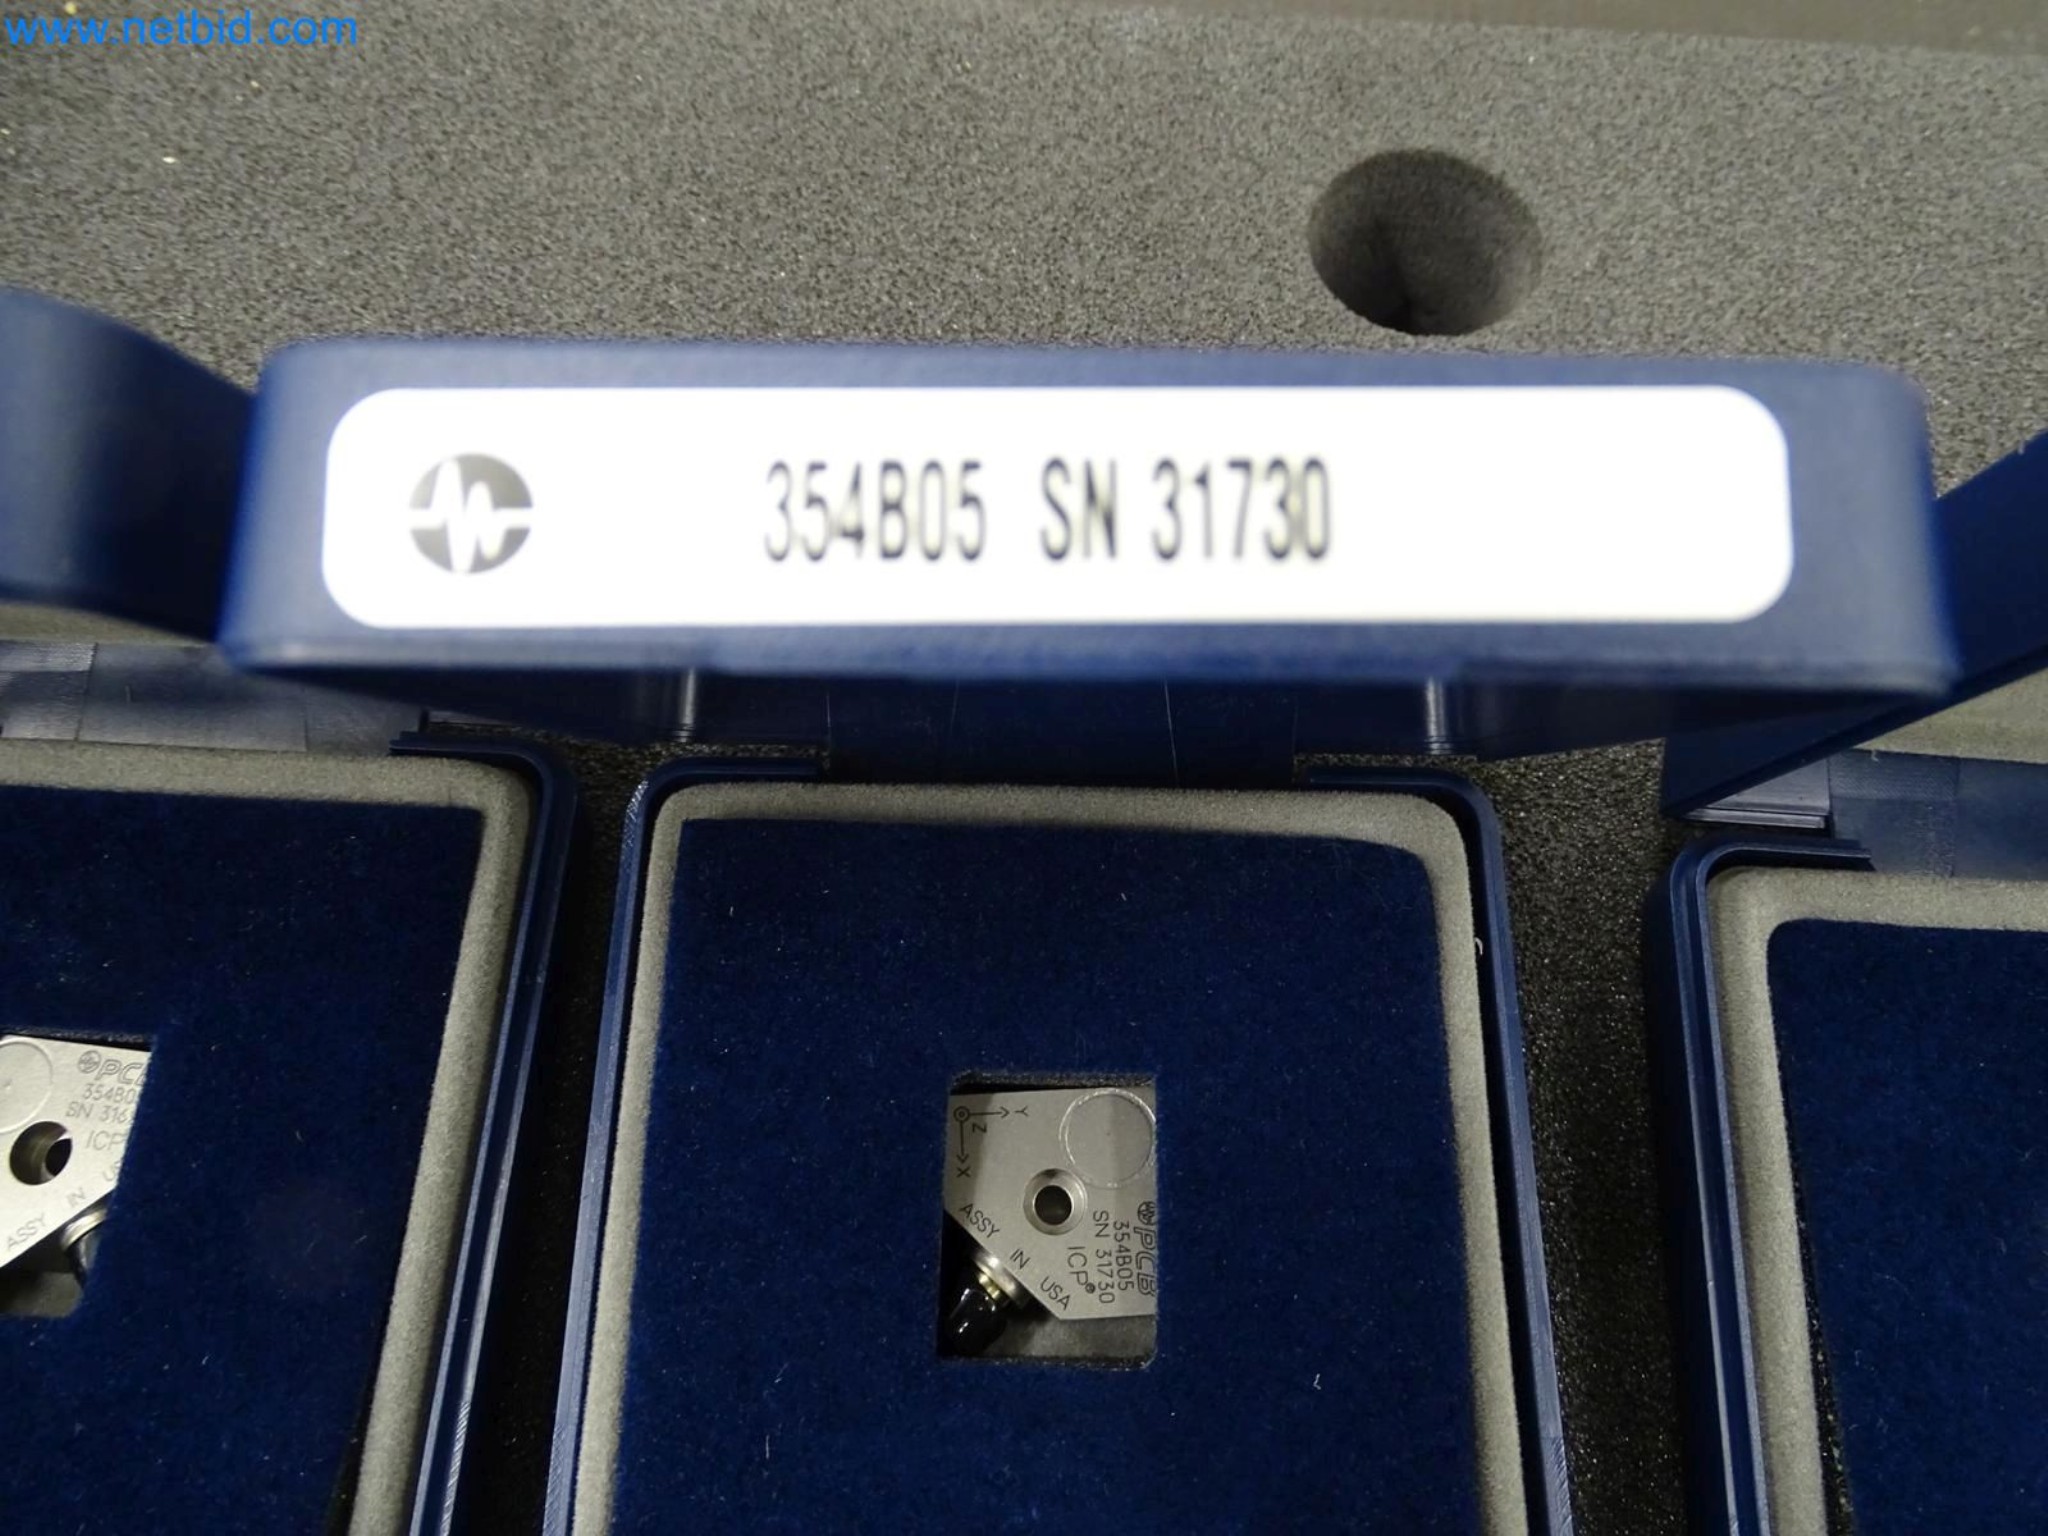 www.netbid.com
354B05 SN 31730
PCB
SN
ICP
ASSY IN
Y
Z
X
PCB
354B05
SN 31730
ICP®
ASSY IN USA